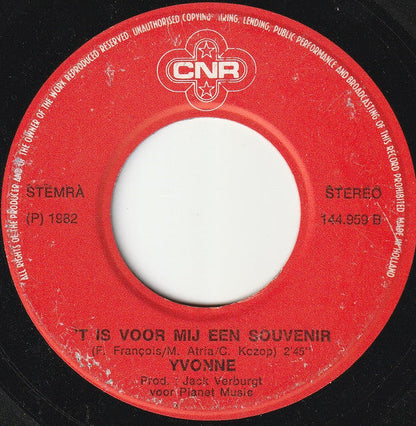 ALL RIGHTS OF THE PRODUCER AND OF THE OWNER OF THE WORK REPRODUCED RESERVED. UNAUTHORISED COPYING, HIRING, LENDING, PUBLIC PERFORMANCE AND BROADCASTING OF THIS RECORD PROHIBITED. MADE IN HOLLAND
CNR
STEMRA
(P) 1982
STEREO
144.959 B
'T IS VOOR MIJ EEN SOUVENIR
(F. François/M. Atria/C. Kozop) 2'45"
YVONNE
Prod.: Jack Verburgt
voor Planet Music